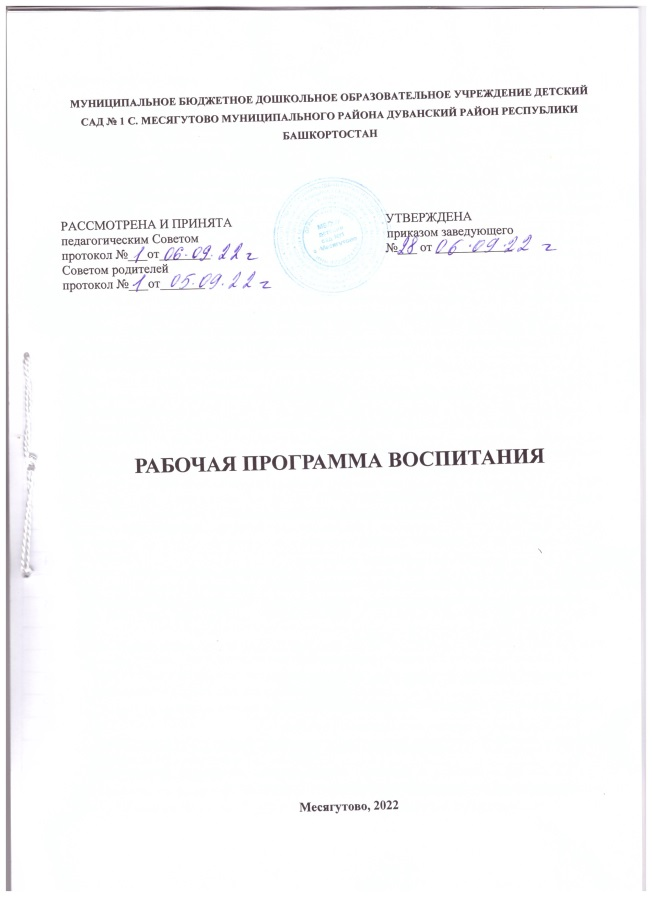 МУНИЦИПАЛЬНОЕ БЮДЖЕТНОЕ ДОШКОЛЬНОЕ ОБРАЗОВАТЕЛЬНОЕ УЧРЕЖДЕНИЕ ДЕТСКИЙ
САД № 1 С. МЕСЯГУТОВО МУНИЦИПАЛЬНОГО РАЙОНА ДУВАНСКИЙ РАЙОН РЕСПУБЛИКИ
БАШКОРТОСТАН
РАССМОТРЕНА И ПРИНЯТА
педагогическим Советом
протокол № 1 от 06.09.22 г
Советом родителей
протокол № 1 от 05.09.22 г
УТВЕРЖДЕНА
приказом заведующего
№ 28 от 06.09.22 г
РАБОЧАЯ ПРОГРАММА ВОСПИТАНИЯ
Месягутово, 2022